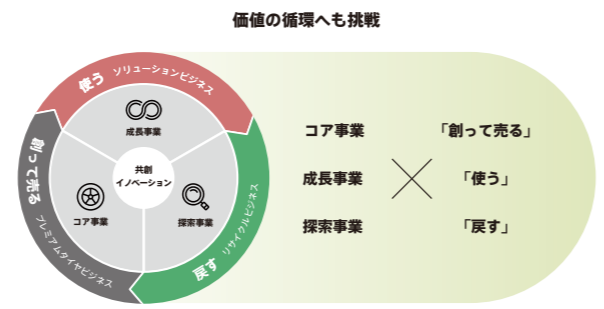 価値の循環へも挑戦
使う ソリューションビジネス
成長事業
共創
イノベーション
コア事業
探索事業
創って売る プレミアムタイヤビジネス
戻す リサイクルビジネス
コア事業 「創って売る」
成長事業 「使う」
探索事業 「戻す」